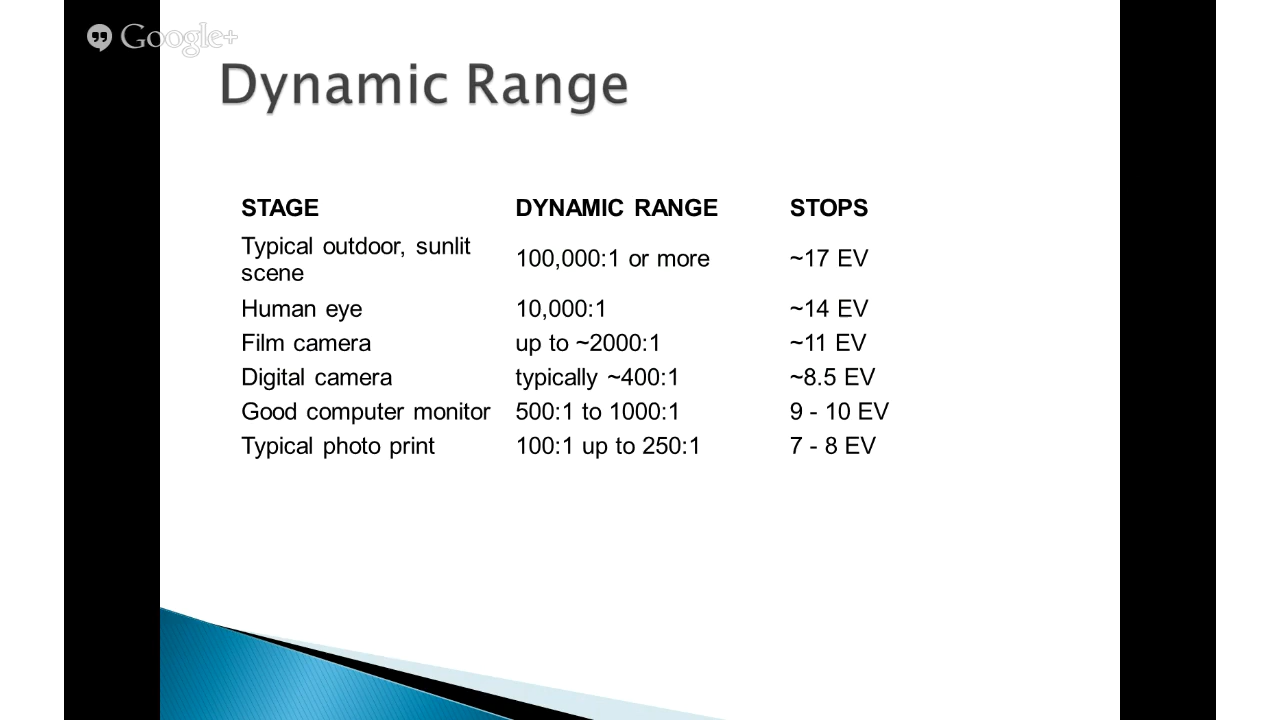 Google+
Dynamic Range
STAGE DYNAMIC RANGE STOPS
Typical outdoor, sunlit scene 100,000:1 or more ~17 EV
Human eye 10,000:1 ~14 EV
Film camera up to ~2000:1 ~11 EV
Digital camera typically ~400:1 ~8.5 EV
Good computer monitor 500:1 to 1000:1 9 - 10 EV
Typical photo print 100:1 up to 250:1 7 - 8 EV